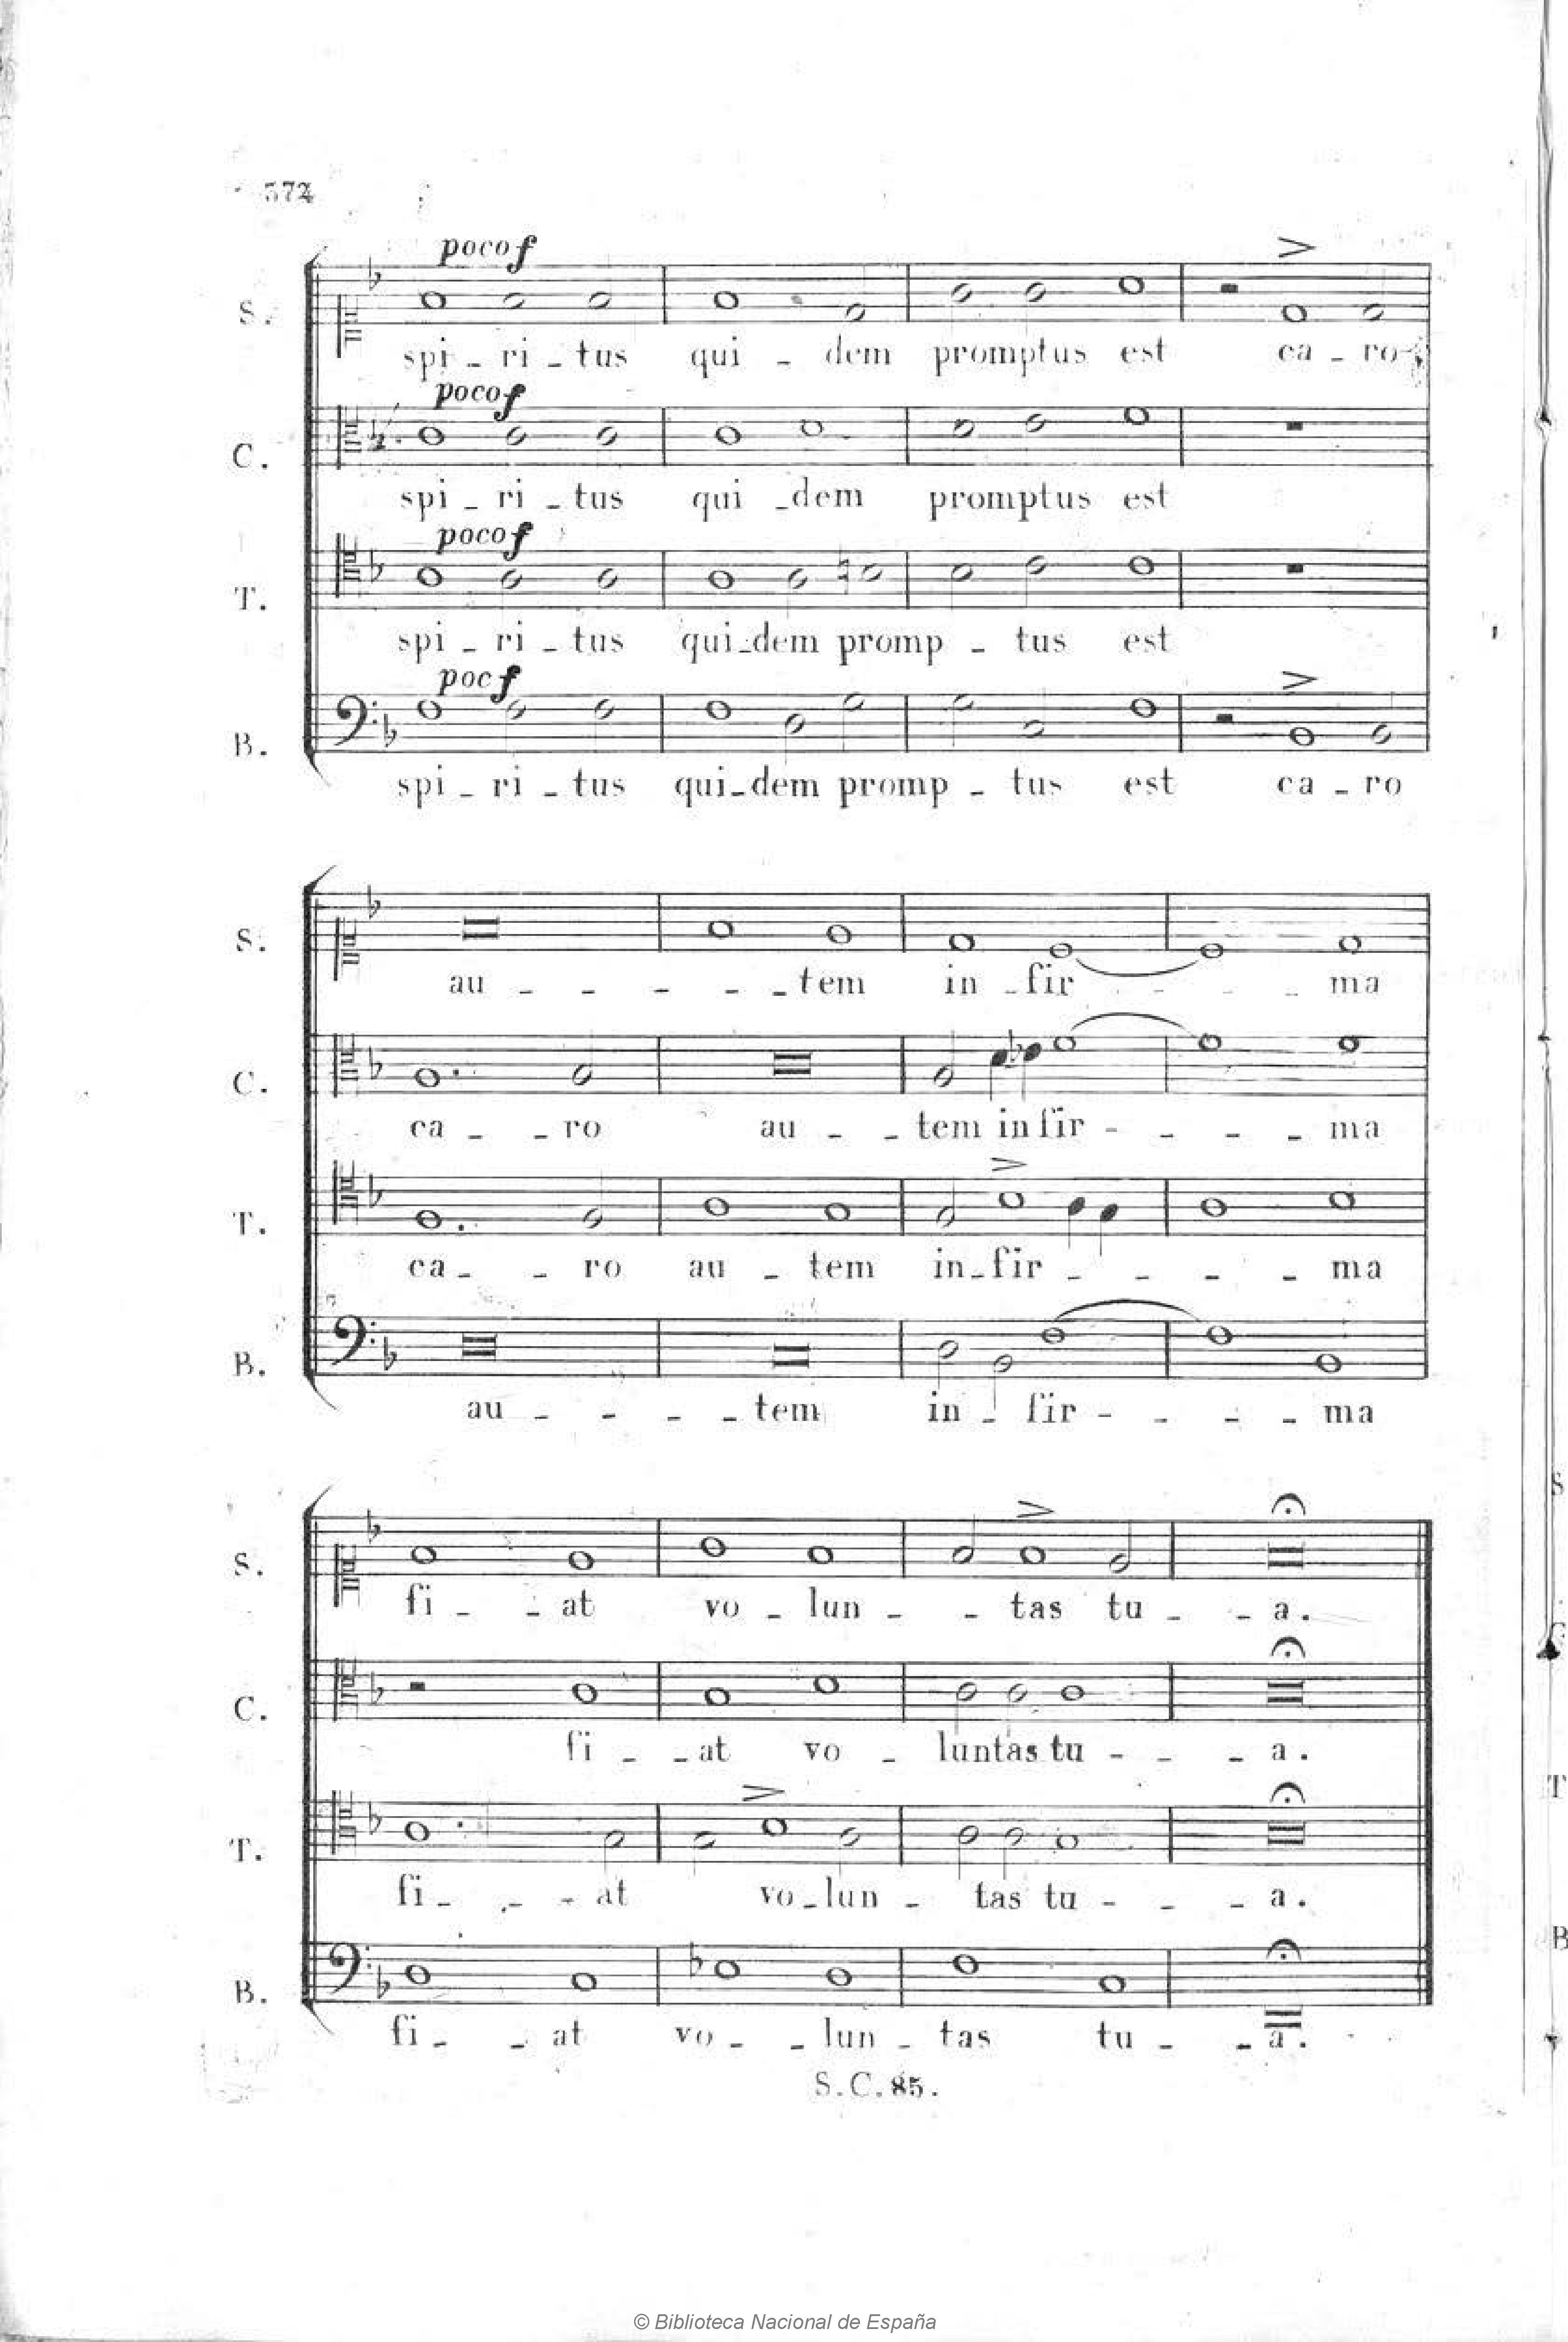 372
poco f
S.
spi - ri - tus qui - dem promptus est ca - ro
poco f
C.
spi - ri - tus qui - dem promptus est
poco f
T.
spi - ri - tus qui - dem promp - tus est
poc f
B.
spi - ri - tus qui - dem promp - tus est ca - ro
S.
au - - - - - tem in - fir - - - ma
C.
ca - - ro au - - tem in fir - - - - ma
T.
ca - - ro au - tem in - fir - - - - ma
B.
au - - - - tem in - fir - - - - ma
S.
fi - - at vo - lun - - tas tu - - a.
C.
fi - - at vo - luntas tu - - - a.
T.
fi - - - at vo - lun - tas tu - - - a.
B.
fi - - at vo - - lun - tas tu - - a.
S.C.85.
© Biblioteca Nacional de España